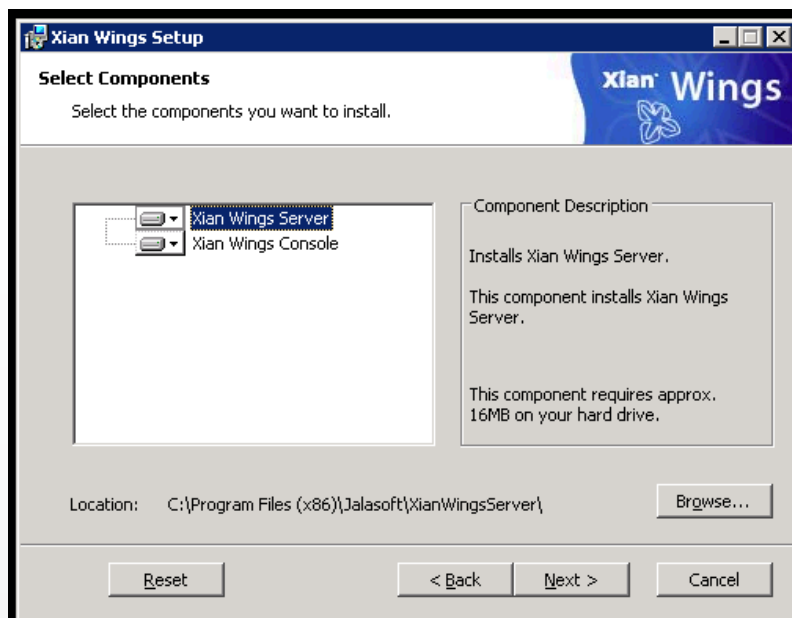 Xian Wings Setup
Select Components
Select the components you want to install.
Xian Wings
Xian Wings Server
Xian Wings Console
Component Description
Installs Xian Wings Server.
This component installs Xian Wings
Server.
This component requires approx.
16MB on your hard drive.
Location: C:\Program Files (x86)\Jalasoft\XianWingsServer\
Browse...
Reset
< Back
Next >
Cancel